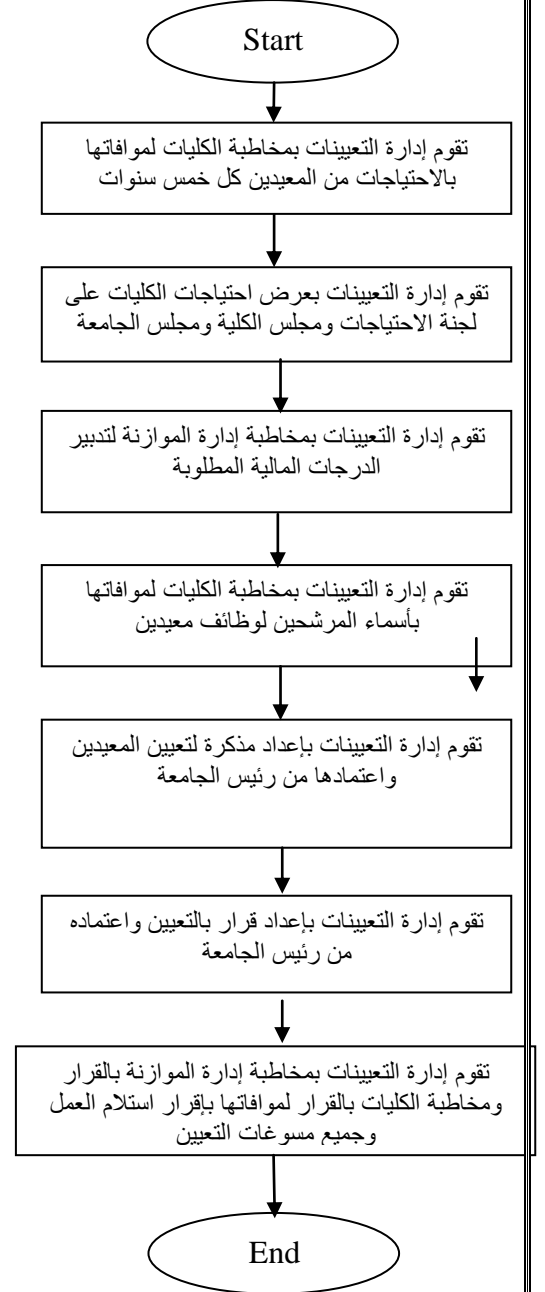 Start
تقوم إدارة التعيينات بمخاطبة الكليات لموافاتها
بالاحتياجات من المعيدين كل خمس سنوات
تقوم إدارة التعيينات بعرض احتياجات الكليات على
لجنة الاحتياجات ومجلس الكلية ومجلس الجامعة
تقوم إدارة التعيينات بمخاطبة إدارة الموازنة لتدبير
الدرجات المالية المطلوبة
تقوم إدارة التعيينات بمخاطبة الكليات لموافاتها
بأسماء المرشحين لوظائف معيدين
تقوم إدارة التعيينات بإعداد مذكرة لتعيين المعيدين
واعتمادها من رئيس الجامعة
تقوم إدارة التعيينات بإعداد قرار بالتعيين واعتماده
من رئيس الجامعة
تقوم إدارة التعيينات بمخاطبة إدارة الموازنة بالقرار
ومخاطبة الكليات بالقرار لموافاتها بإقرار استلام العمل
وجميع مسوغات التعيين
End